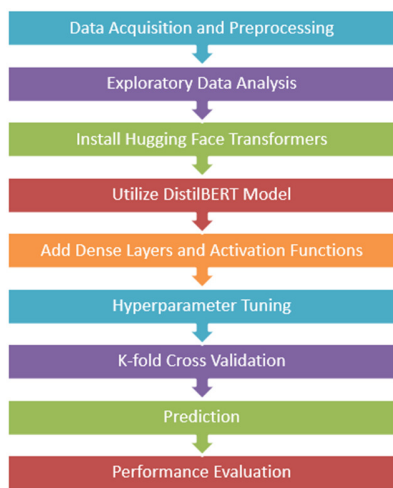 Data Acquisition and Preprocessing
Exploratory Data Analysis
Install Hugging Face Transformers
Utilize DistilBERT Model
Add Dense Layers and Activation Functions
Hyperparameter Tuning
K-fold Cross Validation
Prediction
Performance Evaluation